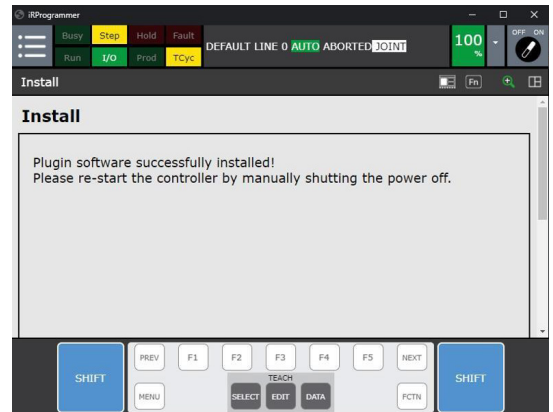 iRProgrammer
Busy Step Hold Fault
Run I/O Prod TCyc
DEFAULT LINE 0 AUTO ABORTED JOINT
100
%
OFF ON
Install
Fn
Install
Plugin software successfully installed!
Please re-start the controller by manually shutting the power off.
SHIFT
PREV F1 F2 F3 F4 F5 NEXT
TEACH
MENU SELECT EDIT DATA FCTN
SHIFT